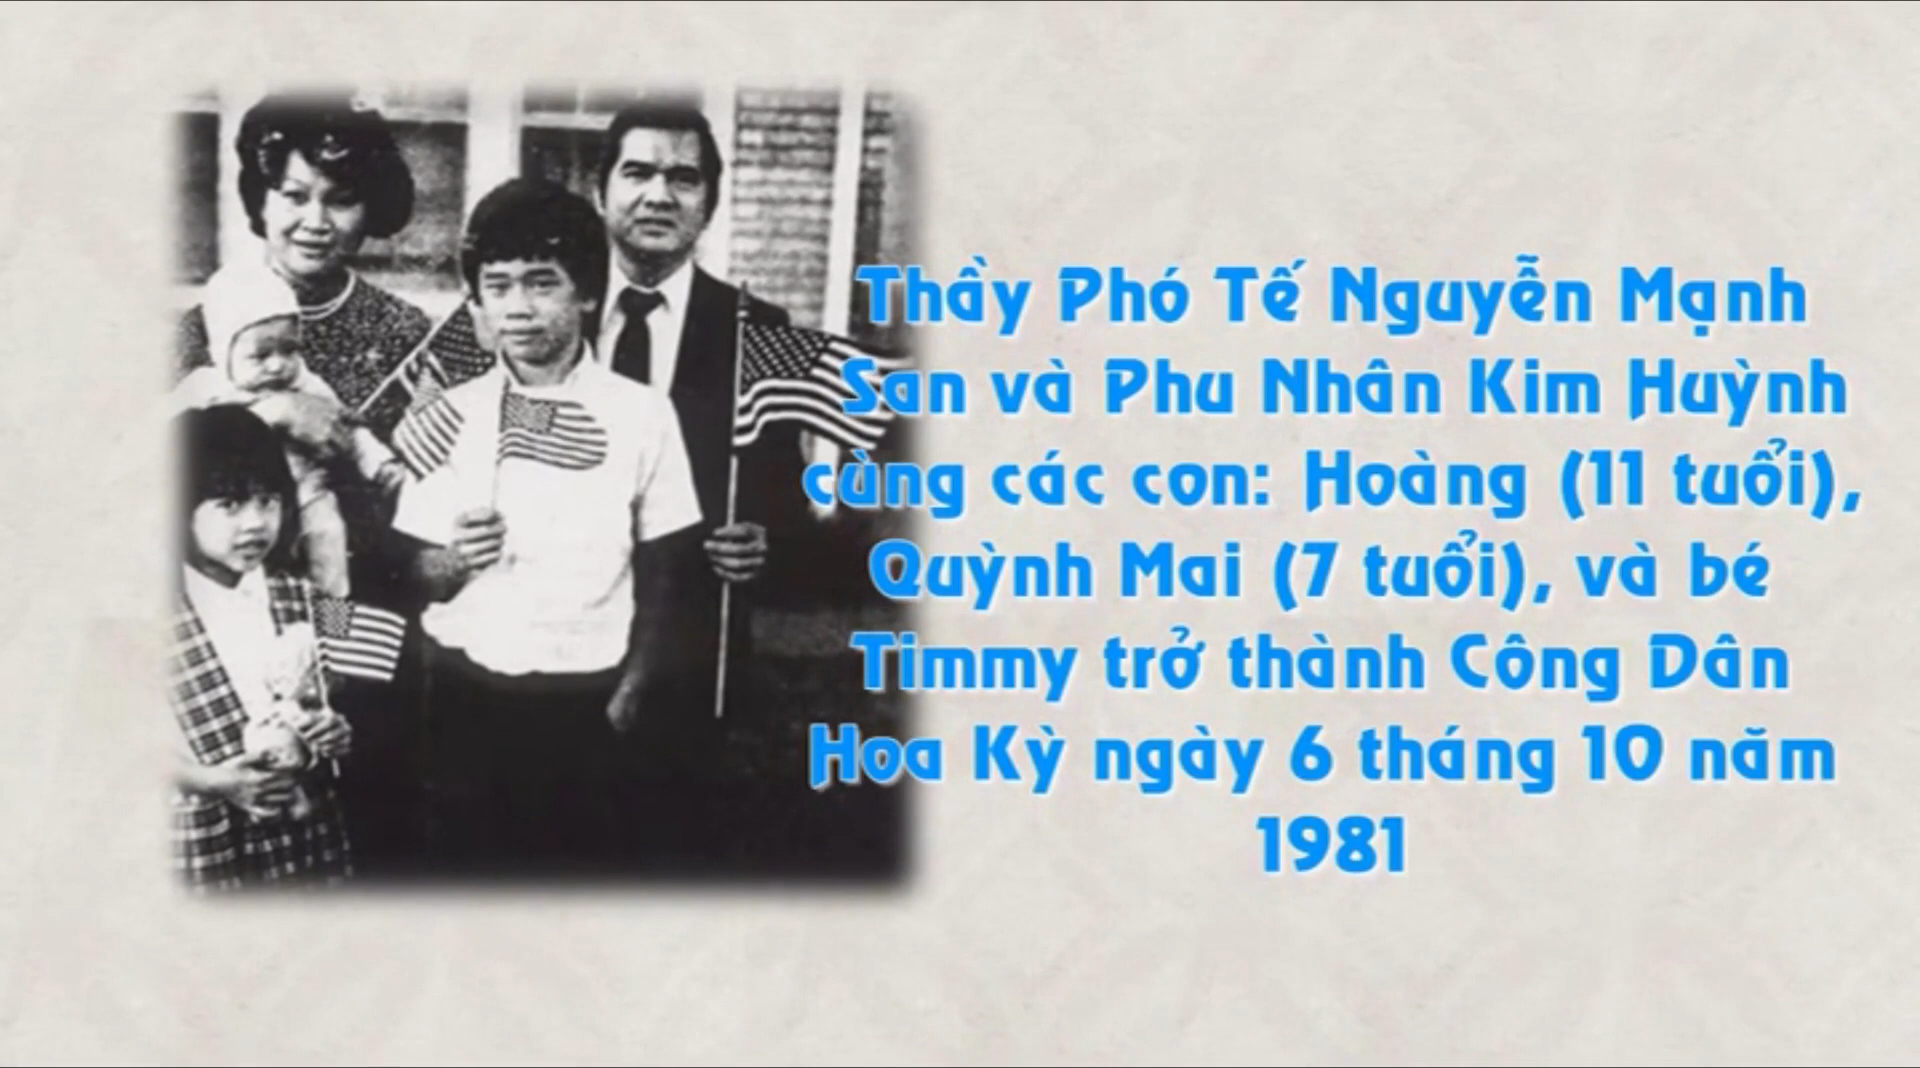 Thầy Phó Tế Nguyễn Mạnh
San và Phu Nhân Kim Huỳnh
cùng các con: Hoàng (11 tuổi),
Quỳnh Mai (7 tuổi), và bé
Timmy trở thành Công Dân
Hoa Kỳ ngày 6 tháng 10 năm
1981